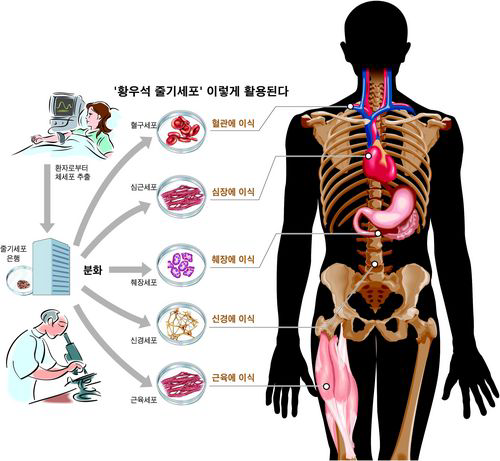 '황우석 줄기세포' 이렇게 활용된다
혈구세포
혈관에 이식
환자로부터
체세포 추출
심근세포
심장에 이식
줄기세포
은행
분화
췌장세포
췌장에 이식
신경세포
신경에 이식
근육세포
근육에 이식